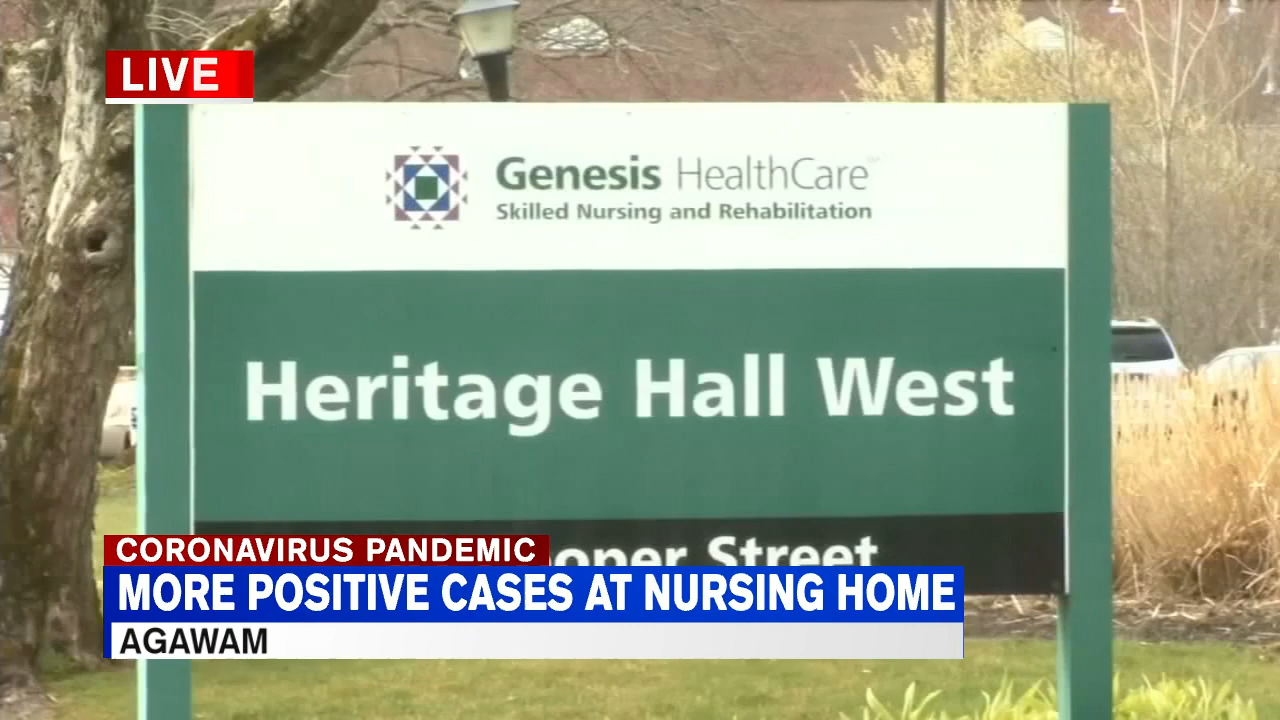 LIVE
Genesis HealthCare
Skilled Nursing and Rehabilitation
Heritage Hall West
Street
CORONAVIRUS PANDEMIC
MORE POSITIVE CASES AT NURSING HOME
AGAWAM